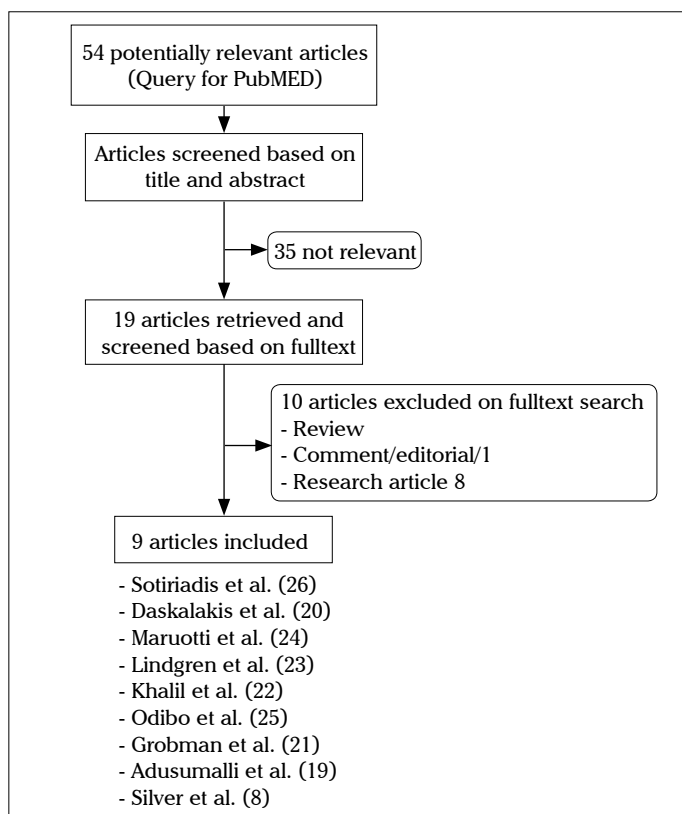 54 potentially relevant articles
(Query for PubMED)
Articles screened based on
title and abstract
35 not relevant
19 articles retrieved and
screened based on fulltext
10 articles excluded on fulltext search
- Review
- Comment/editorial/1
- Research article 8
9 articles included
- Sotiriadis et al. (26)
- Daskalakis et al. (20)
- Maruotti et al. (24)
- Lindgren et al. (23)
- Khalil et al. (22)
- Odibo et al. (25)
- Grobman et al. (21)
- Adusumalli et al. (19)
- Silver et al. (8)